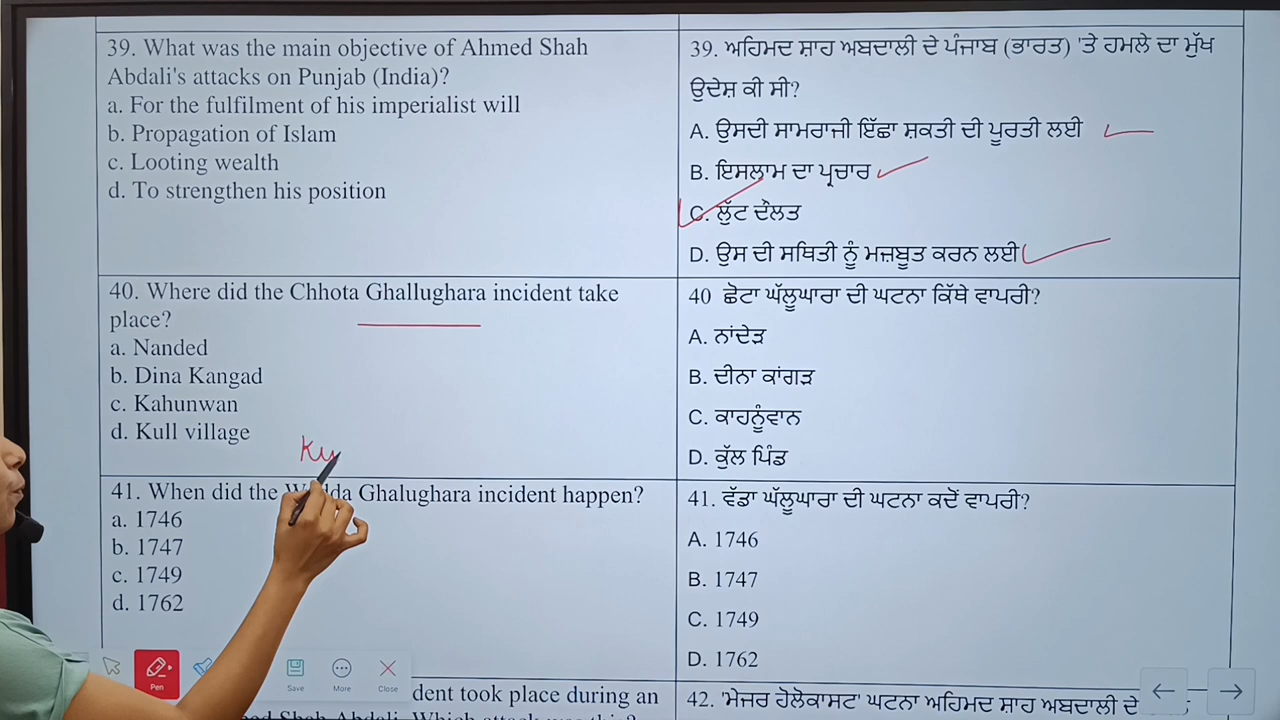 39. What was the main objective of Ahmed Shah
Abdali's attacks on Punjab (India)?
a. For the fulfilment of his imperialist will
b. Propagation of Islam
c. Looting wealth
d. To strengthen his position
39. ਅਹਿਮਦ ਸ਼ਾਹ ਅਬਦਾਲੀ ਦੇ ਪੰਜਾਬ (ਭਾਰਤ) 'ਤੇ ਹਮਲੇ ਦਾ ਮੁੱਖ
ਉਦੇਸ਼ ਕੀ ਸੀ?
A. ਉਸਦੀ ਸਾਮਰਾਜੀ ਇੱਛਾ ਸ਼ਕਤੀ ਦੀ ਪੂਰਤੀ ਲਈ
B. ਇਸਲਾਮ ਦਾ ਪ੍ਰਚਾਰ
C. ਲੁੱਟ ਦੌਲਤ
D. ਉਸ ਦੀ ਸਥਿਤੀ ਨੂੰ ਮਜ਼ਬੂਤ ਕਰਨ ਲਈ
40. Where did the Chhota Ghallughara incident take
place?
a. Nanded
b. Dina Kangad
c. Kahunwan
d. Kull village
Ku
40 ਛੋਟਾ ਘੱਲੂਘਾਰਾ ਦੀ ਘਟਨਾ ਕਿੱਥੇ ਵਾਪਰੀ?
A. ਨਾਂਦੇੜ
B. ਦੀਨਾ ਕਾਂਗੜ
C. ਕਾਹਨੂੰਵਾਨ
D. ਕੁੱਲ ਪਿੰਡ
41. When did the Ghalughara incident happen?
a. 1746
b. 1747
c. 1749
d. 1762
41. ਵੱਡਾ ਘੱਲੂਘਾਰਾ ਦੀ ਘਟਨਾ ਕਦੋਂ ਵਾਪਰੀ?
A. 1746
B. 1747
C. 1749
D. 1762
dent took place during an
42. 'ਮੇਜਰ ਹੋਲੋਕਾਸਟ' ਘਟਨਾ ਅਹਿਮਦ ਸ਼ਾਹ ਅਬਦਾਲੀ ਦੇ
Pen
Save
More
Close